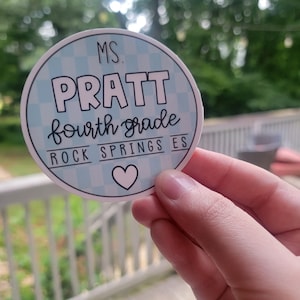 MS.
PRATT
fourth grade
ROCK SPRINGS ES